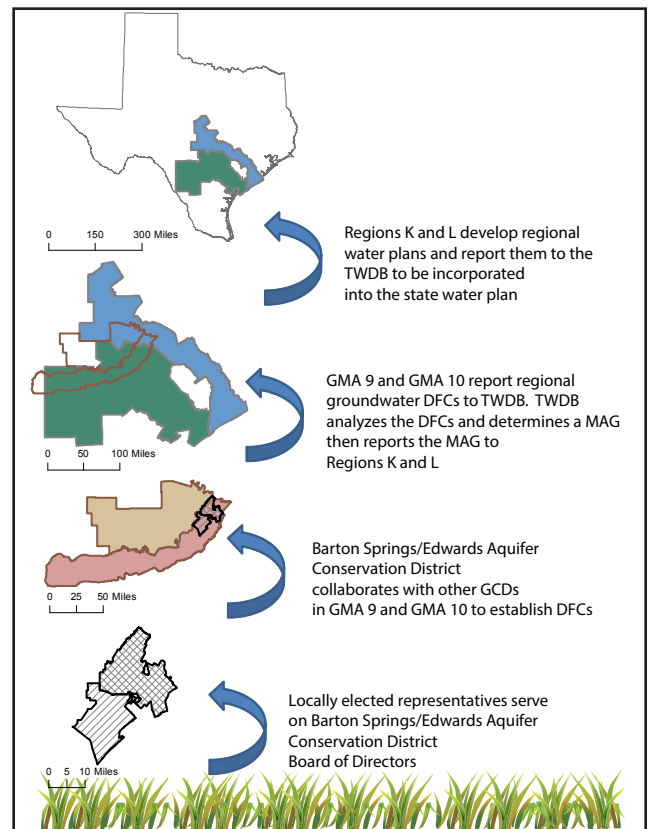 0 150 300 Miles
Regions K and L develop regional
water plans and report them to the
TWDB to be incorporated
into the state water plan
GMA 9 and GMA 10 report regional
groundwater DFCs to TWDB. TWDB
analyzes the DFCs and determines a MAG
then reports the MAG to
Regions K and L
0 50 100 Miles
Barton Springs/Edwards Aquifer
Conservation District
collaborates with other GCDs
in GMA 9 and GMA 10 to establish DFCs
0 25 50 Miles
Locally elected representatives serve
on Barton Springs/Edwards Aquifer
Conservation District
Board of Directors
0 5 10 Miles